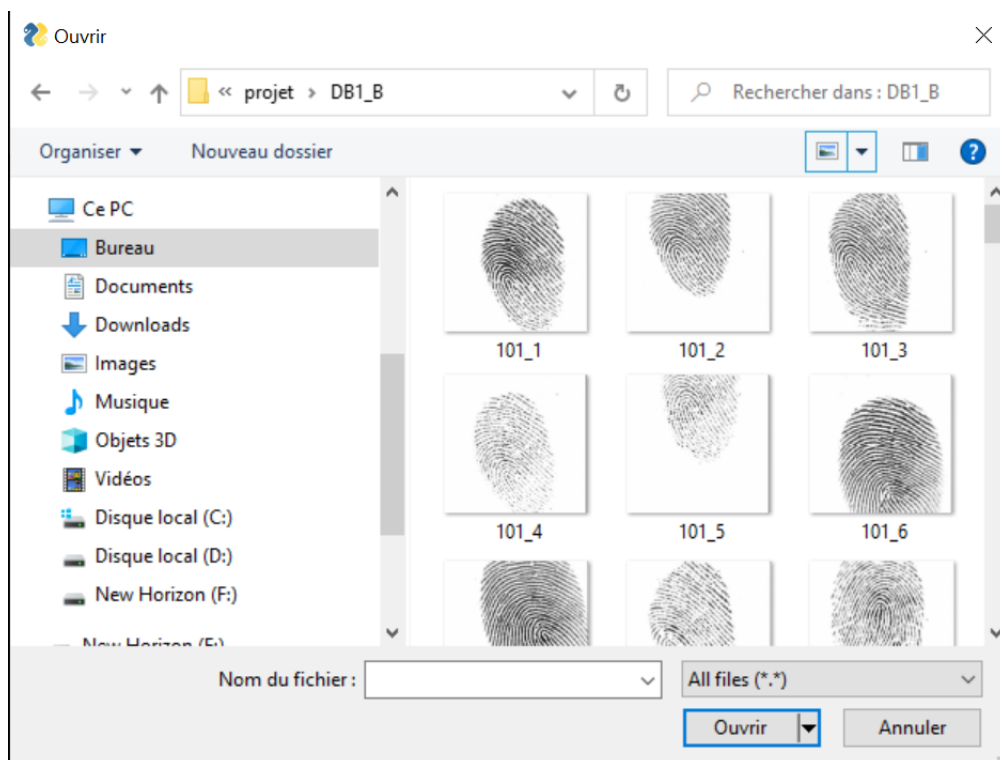 Ouvrir
projet > DB1_B
Rechercher dans : DB1_B
Organiser
Nouveau dossier
Ce PC
Bureau
Documents
Downloads
Images
Musique
Objets 3D
Vidéos
Disque local (C:)
Disque local (D:)
New Horizon (F:)
New Horizon (F:)
101_1
101_2
101_3
101_4
101_5
101_6
Nom du fichier :
All files (*.*)
Ouvrir
Annuler